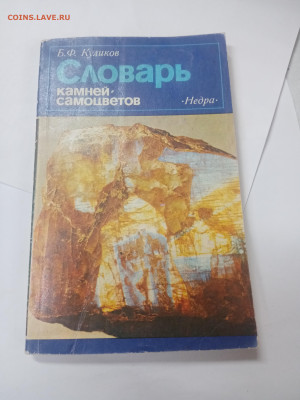 COINS.LAVE.RU
Б.Ф. Куликов
Словарь
камней-
самоцветов
·Недра·